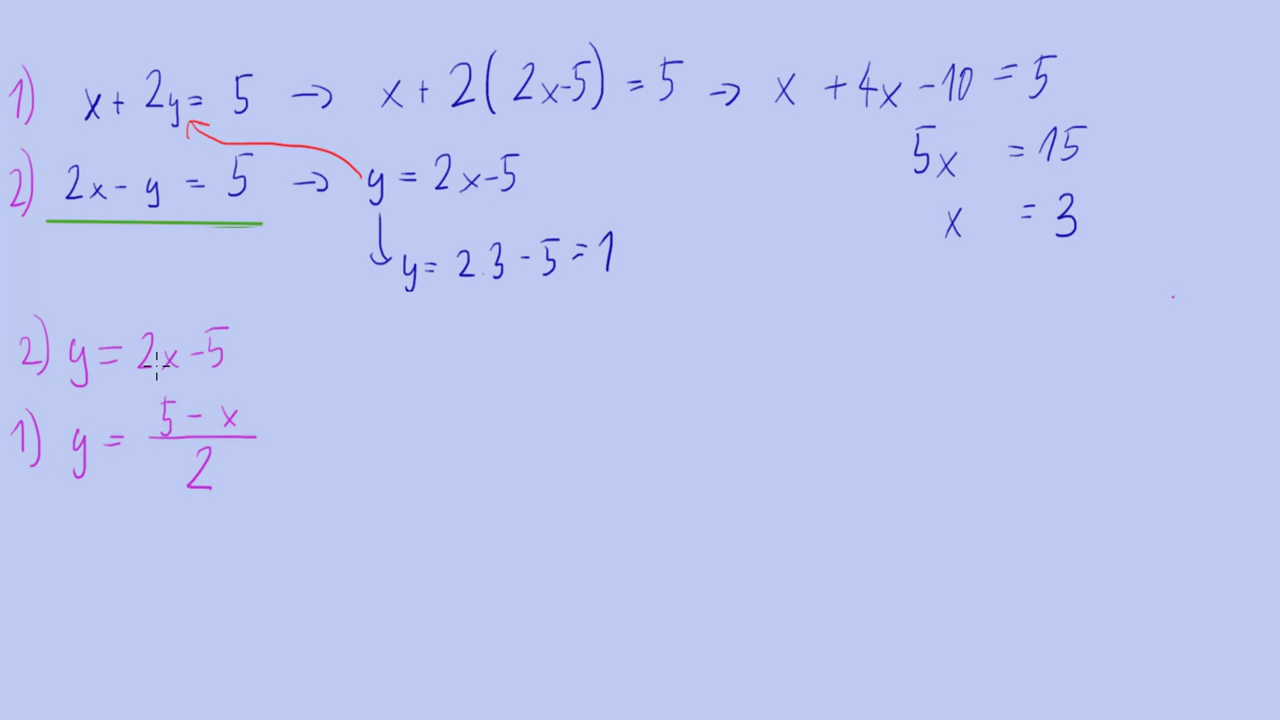 1) x + 2y = 5 → x + 2(2x-5) = 5 → x + 4x - 10 = 5
5x = 15
2) 2x - y = 5 → y = 2x-5
x = 3
y = 2.3 - 5 = 1
2) y = 2x - 5
1) y = \frac{5 - x}{2}